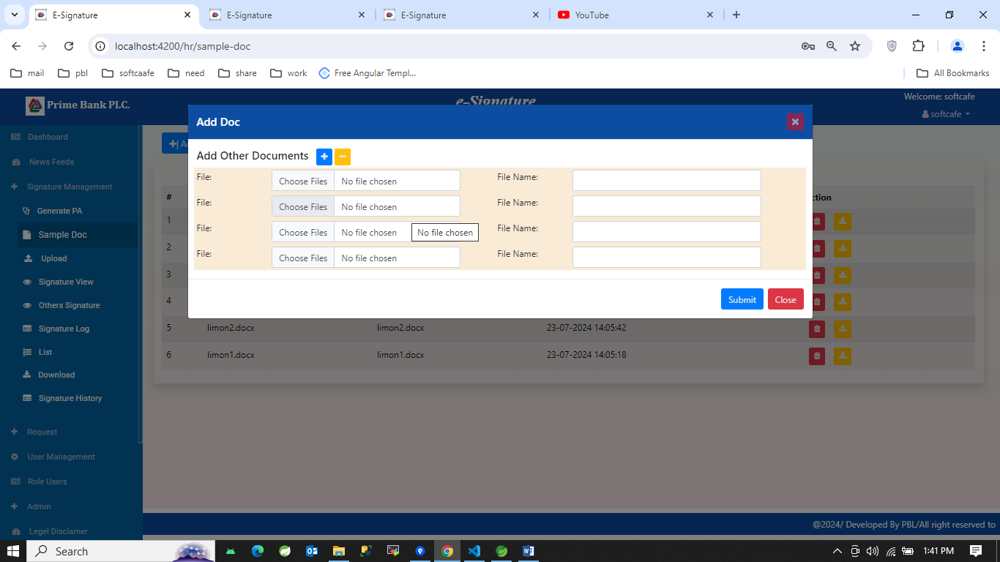 E-Signature
E-Signature
E-Signature
YouTube
localhost:4200/hr/sample-doc
mail
pbl
softcaafe
need
share
work
Free Angular Templ...
All Bookmarks
Prime Bank PLC.
e-Signature
Welcome: softcafe
softcafe
Dashboard
News Feeds
Signature Management
Generate PA
Sample Doc
Upload
Signature View
Others Signature
Signature Log
List
Download
Signature History
Request
User Management
Role Users
Admin
Legel Disclamer
Add Doc
Add Other Documents
File: Choose Files No file chosen File Name:
File: Choose Files No file chosen File Name:
File: Choose Files No file chosen No file chosen File Name:
File: Choose Files No file chosen File Name:
Submit Close
#
1
2
3
4
5 limon2.docx limon2.docx 23-07-2024 14:05:42
6 limon1.docx limon1.docx 23-07-2024 14:05:18
@2024/ Developed By PBL/All right reserved to
Search
1:41 PM